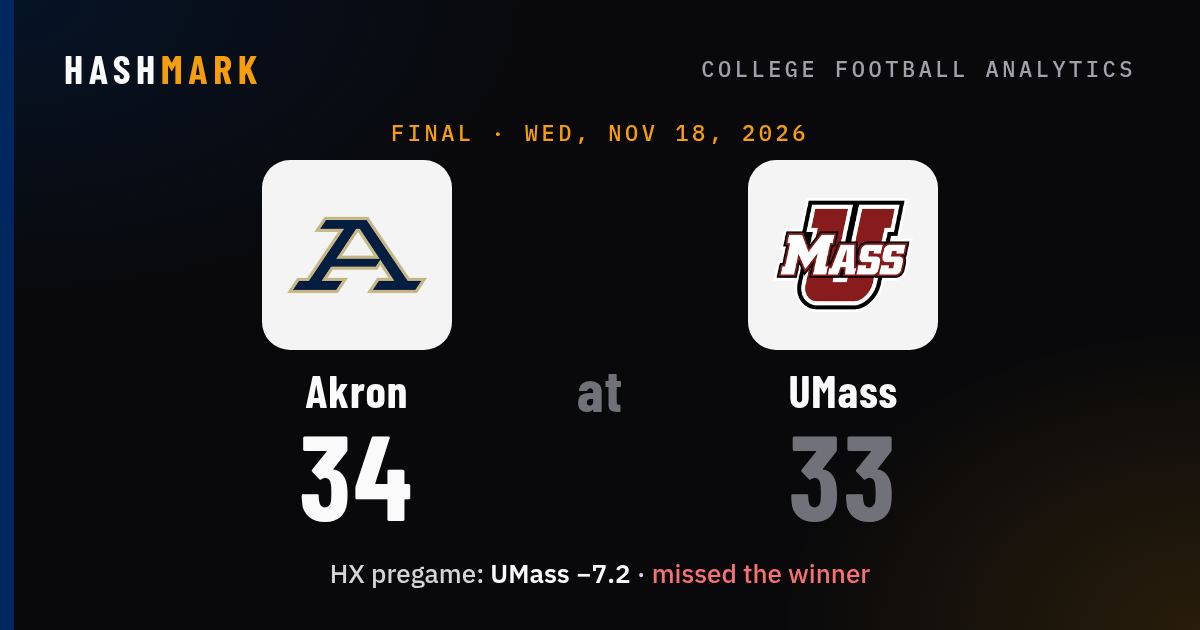 HASHMARK
COLLEGE FOOTBALL ANALYTICS
FINAL · WED, NOV 18, 2026
A
U
MASS
Akron
at
UMass
34
33
HX pregame: UMass −7.2 · missed the winner